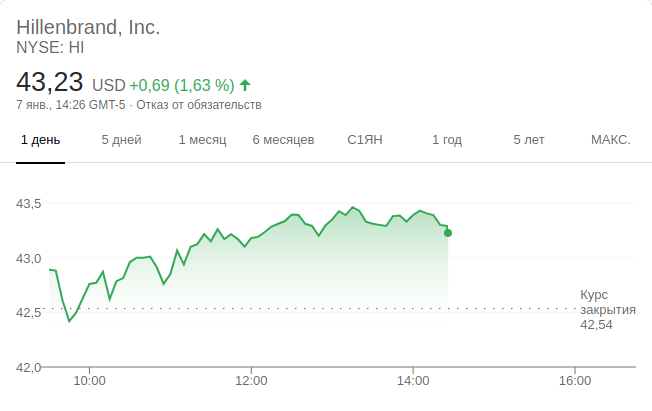 Hillenbrand, Inc.
NYSE: HI
43,23 USD +0,69 (1,63 %)
7 янв., 14:26 GMT-5 · Отказ от обязательств
1 день 5 дней 1 месяц 6 месяцев С1ЯН 1 год 5 лет МАКС.
43,5
43,0
42,5
42,0
Курс
закрытия
42,54
10:00 12:00 14:00 16:00